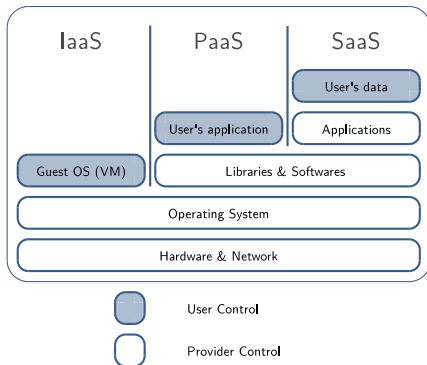 IaaS PaaS SaaS
User's data
User's application Applications
Guest OS (VM) Libraries & Softwares
Operating System
Hardware & Network
User Control
Provider Control